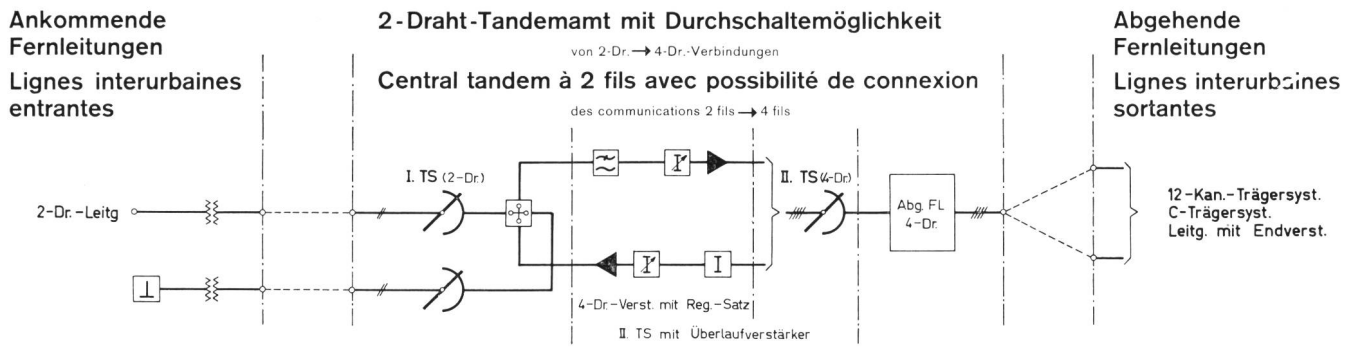 Ankommende
Fernleitungen
Lignes interurbaines
entrantes
2-Draht-Tandemamt mit Durchschaltemöglichkeit
von 2-Dr.→4-Dr.-Verbindungen
Central tandem à 2 fils avec possibilité de connexion
des communications 2 fils→4 fils
Abgehende
Fernleitungen
Lignes interurbaines
sortantes
I. TS (2-Dr.)
II. TS (4-Dr.)
2-Dr.-Leitg
Abg. FL
4-Dr.
12-Kan.-Trägersyst.
C-Trägersyst.
Leitg. mit Endverst.
4-Dr.-Verst. mit Reg.-Satz
II. TS mit Überlaufverstärker